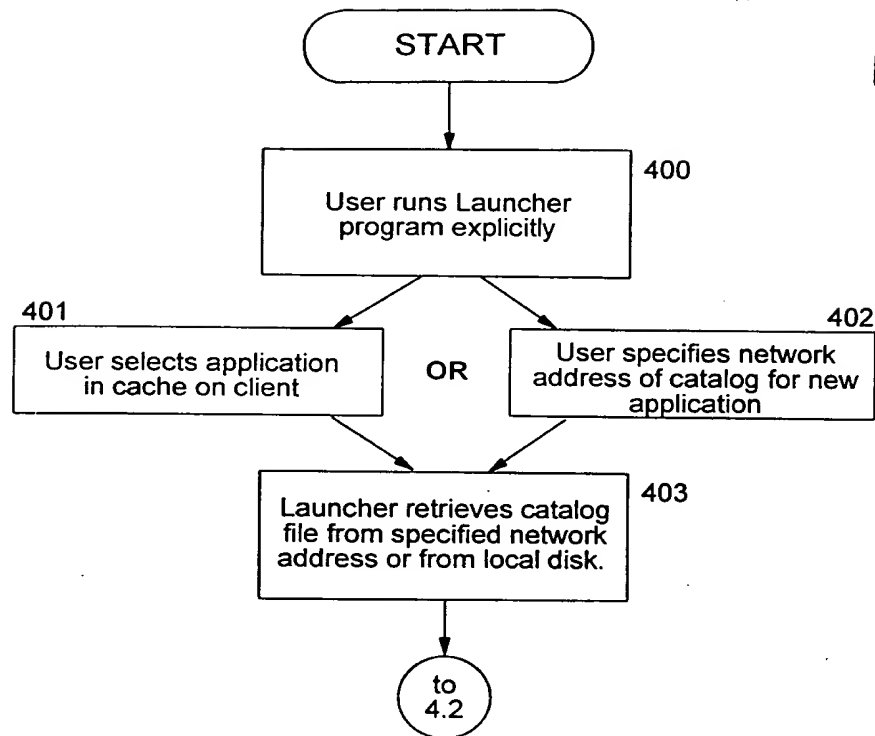 START
400
User runs Launcher
program explicitly
401
User selects application
in cache on client
OR
402
User specifies network
address of catalog for new
application
403
Launcher retrieves catalog
file from specified network
address or from local disk.
to
4.2